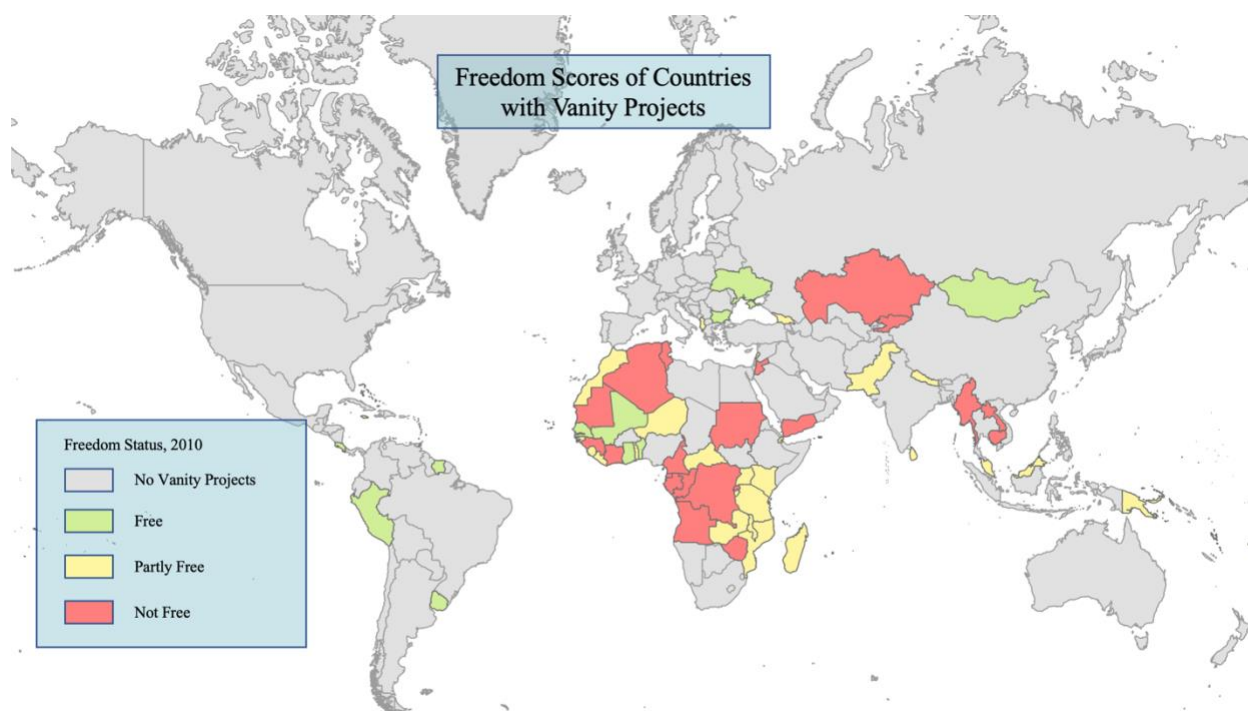 Freedom Scores of Countries
with Vanity Projects
Freedom Status, 2010
No Vanity Projects
Free
Partly Free
Not Free